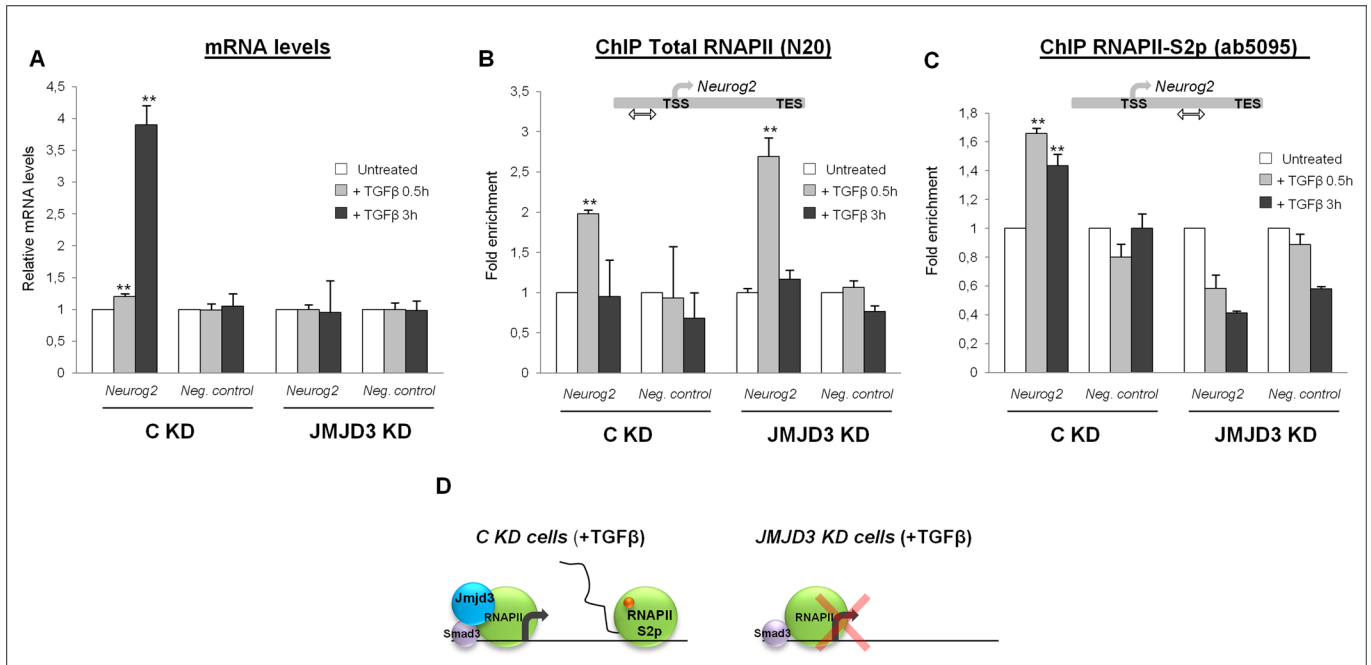 A
mRNA levels
4,5
4
3,5
3
2,5
2
1,5
1
0,5
0
Relative mRNA levels
**
**
Untreated
+ TGFβ 0.5h
+ TGFβ 3h
Neurog2
Neg. control
Neurog2
Neg. control
C KD
JMJD3 KD
B
ChIP Total RNAPII (N20)
Neurog2
TSS
TES
3,5
3
2,5
2
1,5
1
0,5
0
Fold enrichment
**
**
Untreated
+ TGFβ 0.5h
+ TGFβ 3h
Neurog2
Neg. control
Neurog2
Neg. control
C KD
JMJD3 KD
C
ChIP RNAPII-S2p (ab5095)
Neurog2
TSS
TES
1,8
1,6
1,4
1,2
1
0,8
0,6
0,4
0,2
0
Fold enrichment
**
**
Untreated
+ TGFβ 0.5h
+ TGFβ 3h
Neurog2
Neg. control
Neurog2
Neg. control
C KD
JMJD3 KD
D
C KD cells (+TGFβ)
Jmjd3
RNAPII
Smad3
RNAPII
S2p
JMJD3 KD cells (+TGFβ)
RNAPII
Smad3